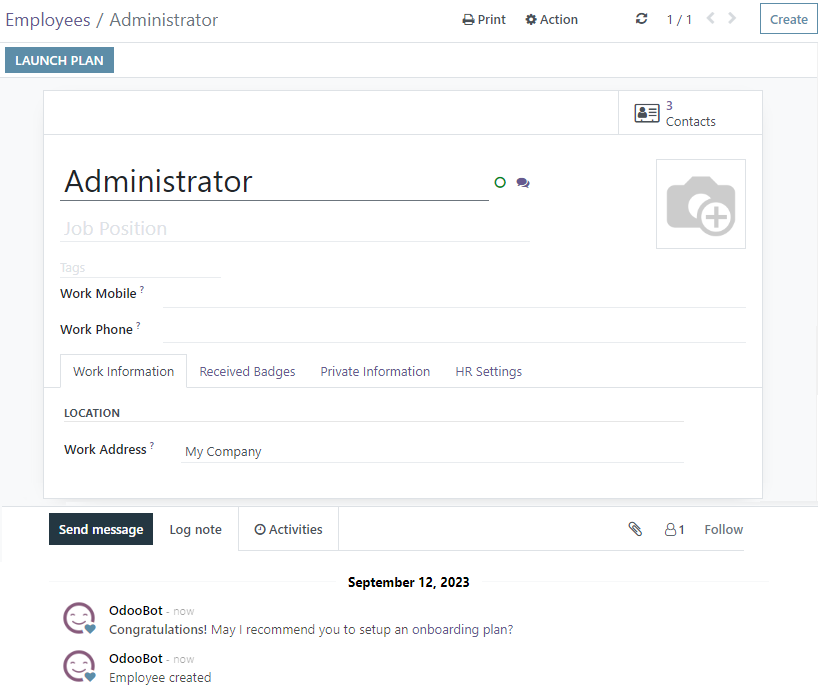 Employees / Administrator
Print
Action
1 / 1
Create
LAUNCH PLAN
3
Contacts
Administrator
Job Position
Tags
Work Mobile ?
Work Phone ?
Work Information
Received Badges
Private Information
HR Settings
LOCATION
Work Address ?
My Company
Send message
Log note
Activities
1
Follow
September 12, 2023
OdooBot - now
Congratulations! May I recommend you to setup an onboarding plan?
OdooBot - now
Employee created